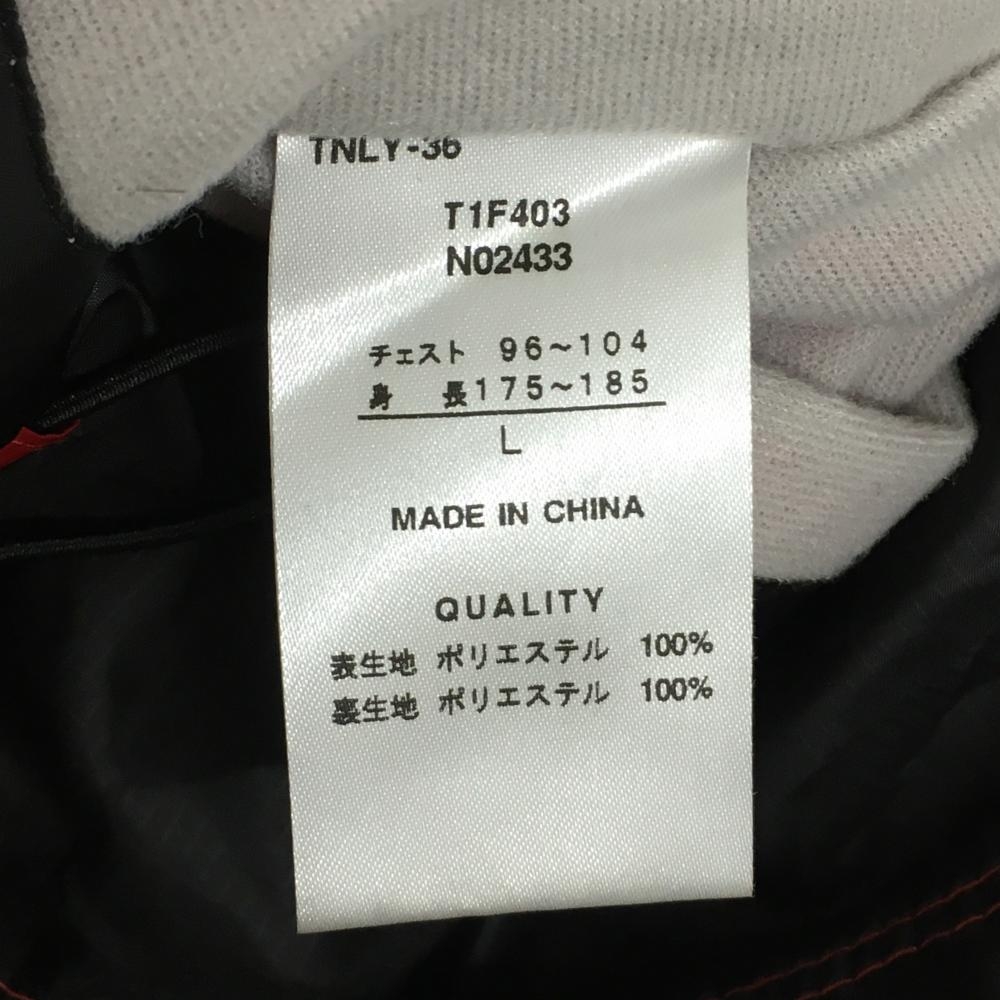 TNLY-36
T1F403
N02433
チェスト 96~104
身 長175~185
L
MADE IN CHINA
QUALITY
表生地 ポリエステル 100%
裏生地 ポリエステル 100%